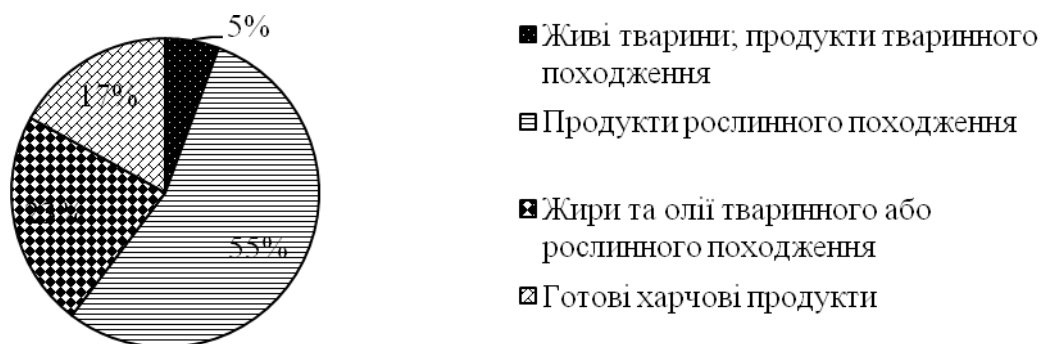 5%
17%
55%
Живі тварини; продукти тваринного
походження
Продукти рослинного походження
Жири та олії тваринного або
рослинного походження
Готові харчові продукти